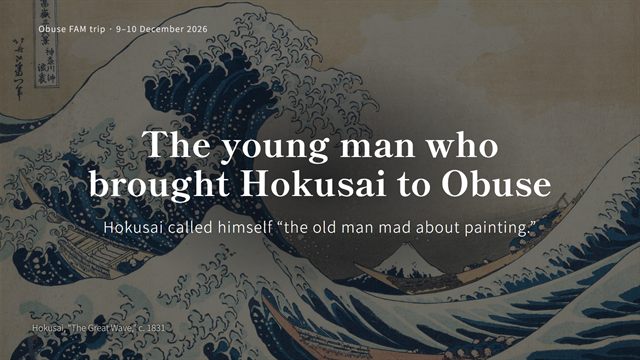 Obuse FAM trip · 9–10 December 2026
The young man who
brought Hokusai to Obuse
Hokusai called himself “the old man mad about painting.”
Hokusai, “The Great Wave,” c. 1831